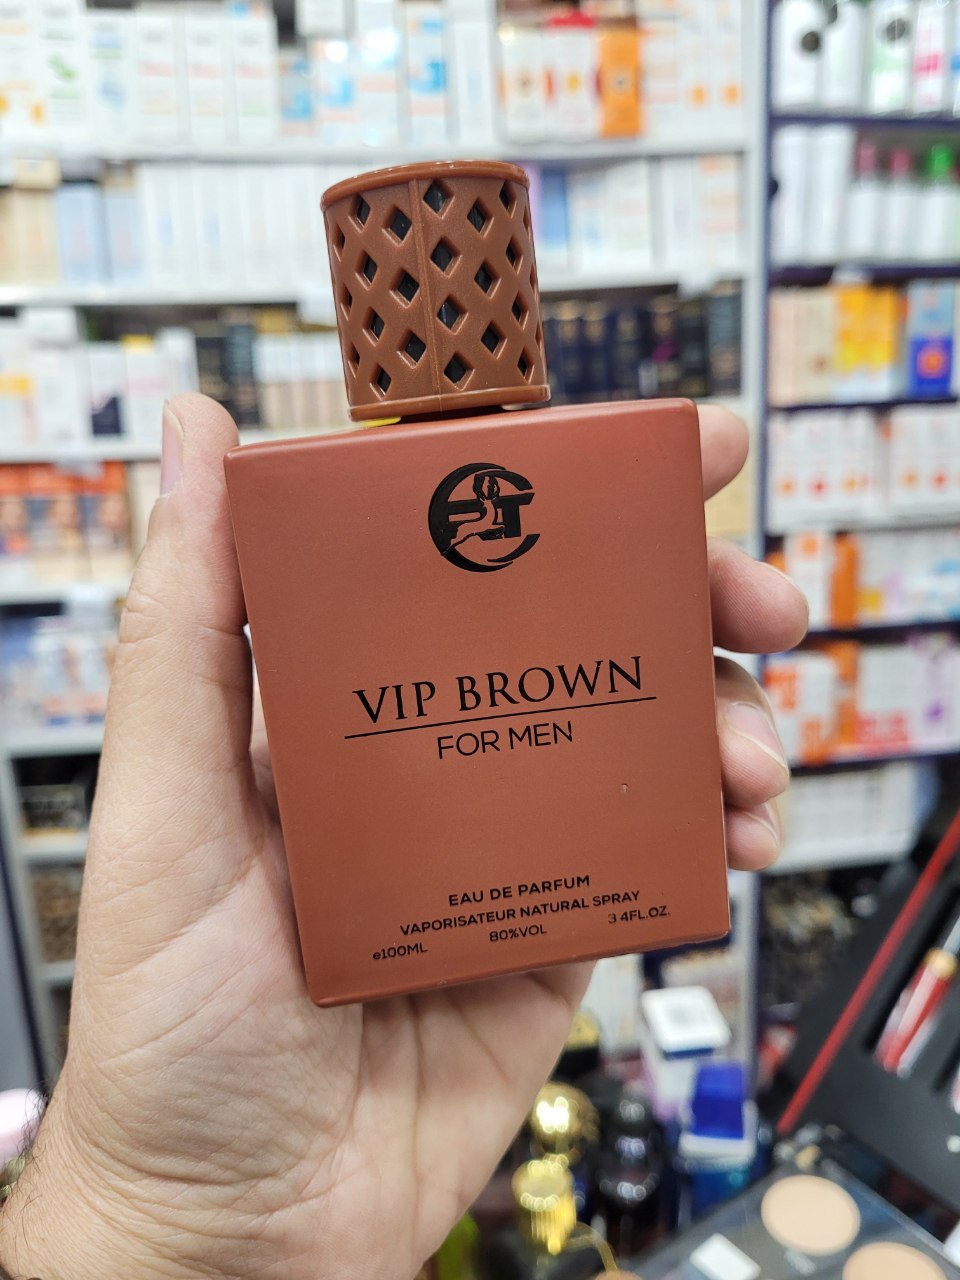 VIP BROWN
FOR MEN
EAU DE PARFUM
VAPORISATEUR NATURAL SPRAY
e100ML 80%VOL 3 4FL.OZ.